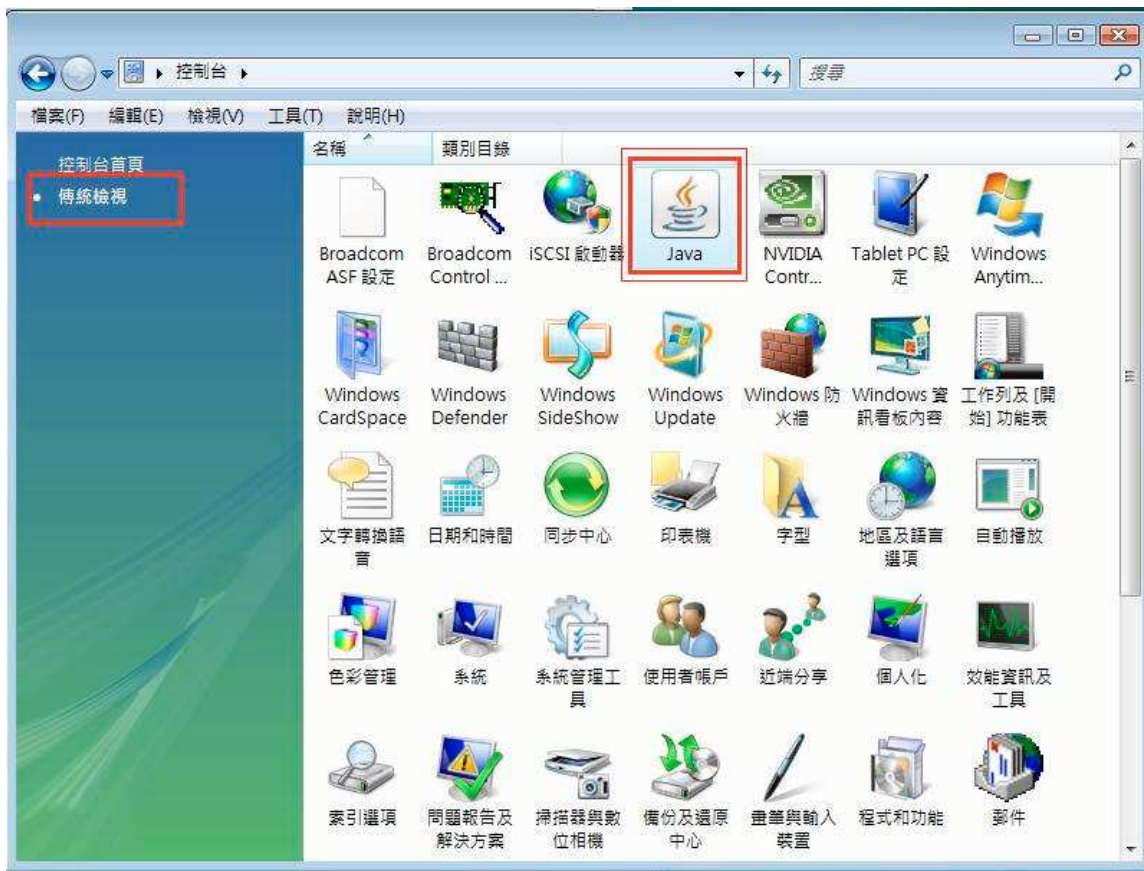 控制台
搜尋
檔案(F) 編輯(E) 檢視(V) 工具(T) 說明(H)
控制台首頁
傳統檢視
名稱 類別目錄
Broadcom ASF 設定
Broadcom Control ...
iSCSI 啟動器
Java
NVIDIA Contr...
Tablet PC 設定
Windows Anytim...
Windows CardSpace
Windows Defender
Windows SideShow
Windows Update
Windows 防火牆
Windows 資訊看板內容
工作列及 [開始] 功能表
文字轉換語音
日期和時間
同步中心
印表機
字型
地區及語言選項
自動播放
色彩管理
系統
系統管理工具
使用者帳戶
近端分享
個人化
效能資訊及工具
索引選項
問題報告及解決方案
掃描器與數位相機
備份及還原中心
畫筆與輸入裝置
程式和功能
郵件